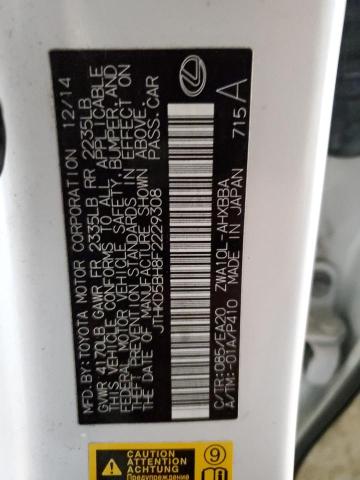 MFD BY: TOYOTA MOTOR CORPORATION 12/14
GVWR 4170LB GAWR FR 2335LB RR 2235LB
THIS VEHICLE CONFORMS TO ALL APPLICABLE
FEDERAL MOTOR VEHICLE SAFETY, BUMPER, AND
THEFT PREVENTION STANDARDS IN EFFECT ON
THE DATE OF MANUFACTURE SHOWN ABOVE.
JTHKD5BH8F2229308 PASS. CAR
C/TR: 085/EA20 ZWA10L-AHXBBA
A/TM: -01A/P410 MADE IN JAPAN 715A
CAUTION
ATTENTION
ACHTUNG
9